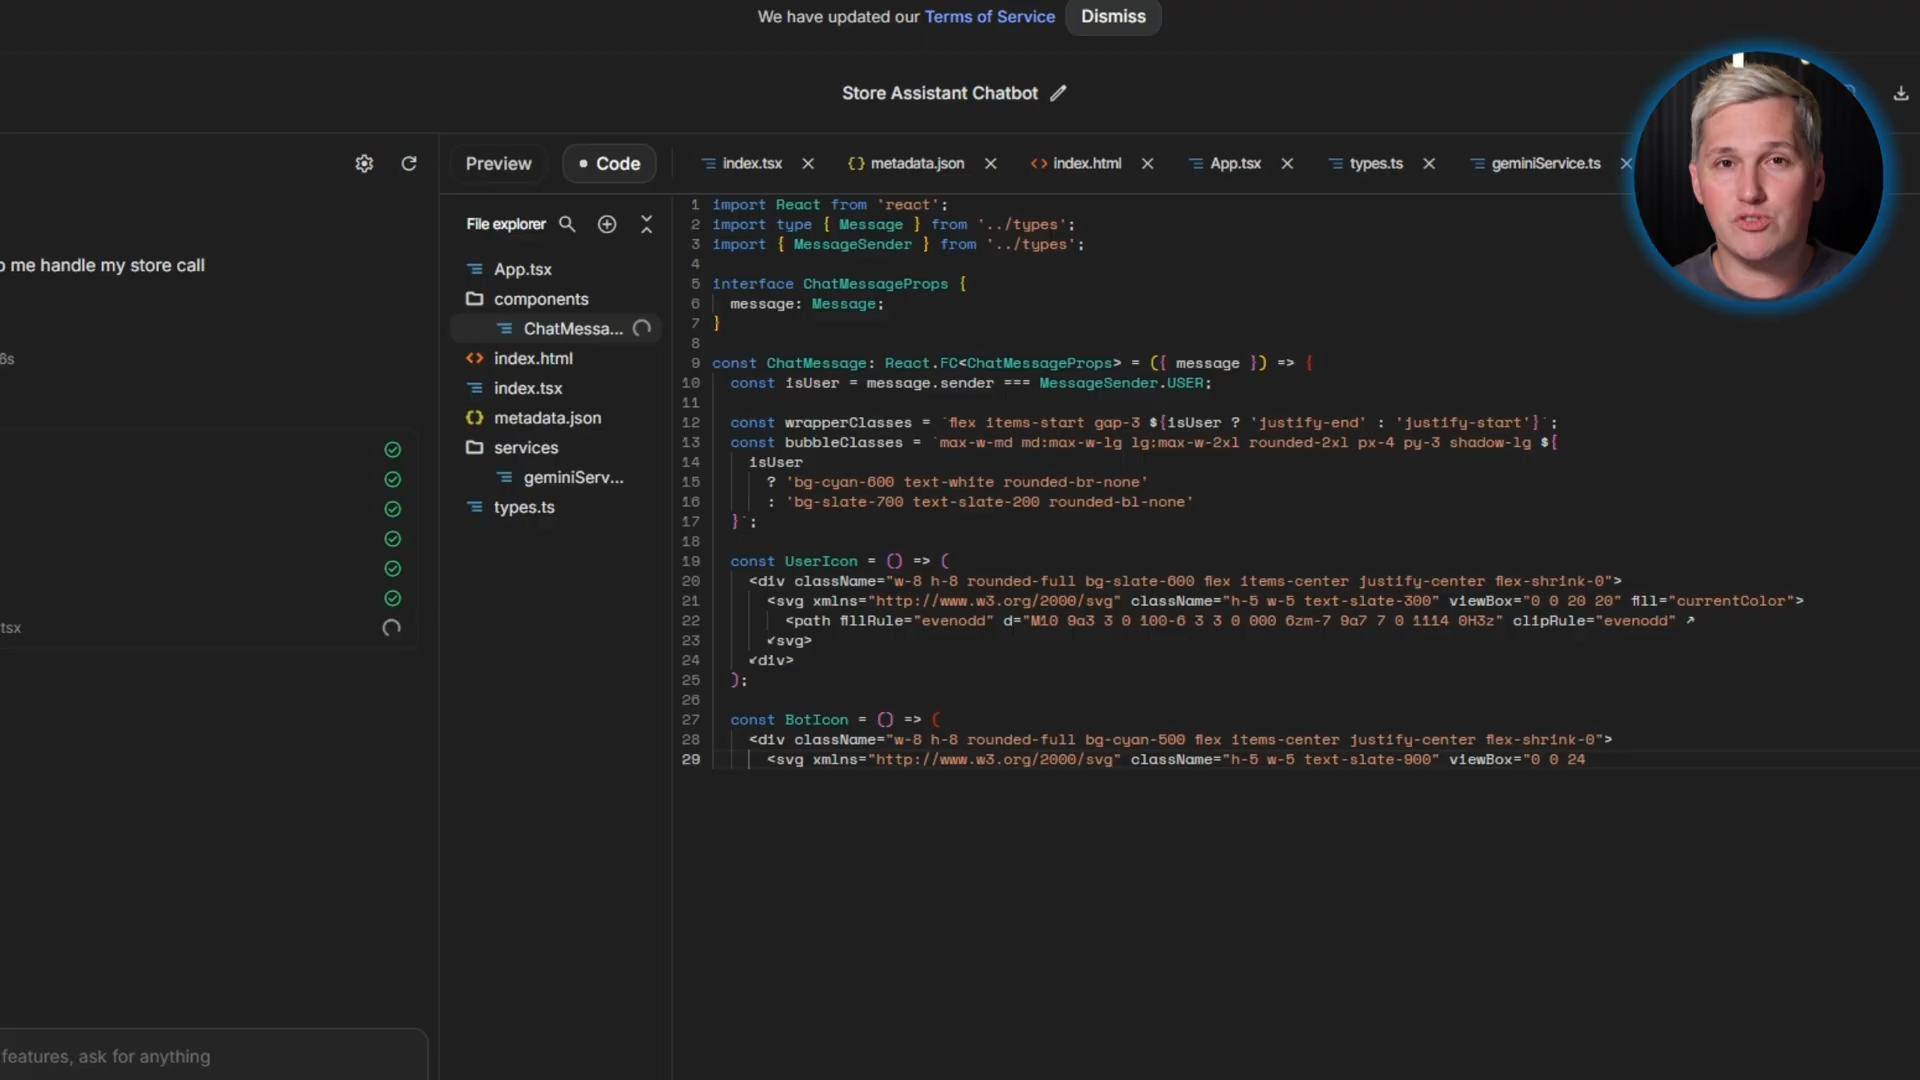 We have updated our Terms of Service Dismiss
Store Assistant Chatbot
Preview Code index.tsx metadata.json index.html App.tsx types.ts geminiService.ts
o me handle my store call
6s
tsx
features, ask for anything
File explorer
App.tsx
components
ChatMessa...
index.html
index.tsx
metadata.json
services
geminiServ...
types.ts
1 import React from 'react';
2 import type { Message } from '../types';
3 import { MessageSender } from '../types';
4
5 interface ChatMessageProps {
6 message: Message;
7 }
8
9 const ChatMessage: React.FC<ChatMessageProps> = ({ message }) => {
10 const isUser = message.sender === MessageSender.USER;
11
12 const wrapperClasses = `flex items-start gap-3 ${isUser ? 'justify-end' : 'justify-start'}`;
13 const bubbleClasses = `max-w-md md:max-w-lg lg:max-w-2xl rounded-2xl px-4 py-3 shadow-lg ${
14 isUser
15 ? 'bg-cyan-600 text-white rounded-br-none'
16 : 'bg-slate-700 text-slate-200 rounded-bl-none'
17 }`;
18
19 const UserIcon = () => (
20 <div className="w-8 h-8 rounded-full bg-slate-600 flex items-center justify-center flex-shrink-0">
21 <svg xmlns="http://www.w3.org/2000/svg" className="h-5 w-5 text-slate-300" viewBox="0 0 20 20" fill="currentColor">
22 <path fillRule="evenodd" d="M10 9a3 3 0 100-6 3 3 0 000 6zm-7 9a7 7 0 1114 0H3z" clipRule="evenodd" />
23 </svg>
24 </div>
25 );
26
27 const BotIcon = () => (
28 <div className="w-8 h-8 rounded-full bg-cyan-500 flex items-center justify-center flex-shrink-0">
29 <svg xmlns="http://www.w3.org/2000/svg" className="h-5 w-5 text-slate-900" viewBox="0 0 24